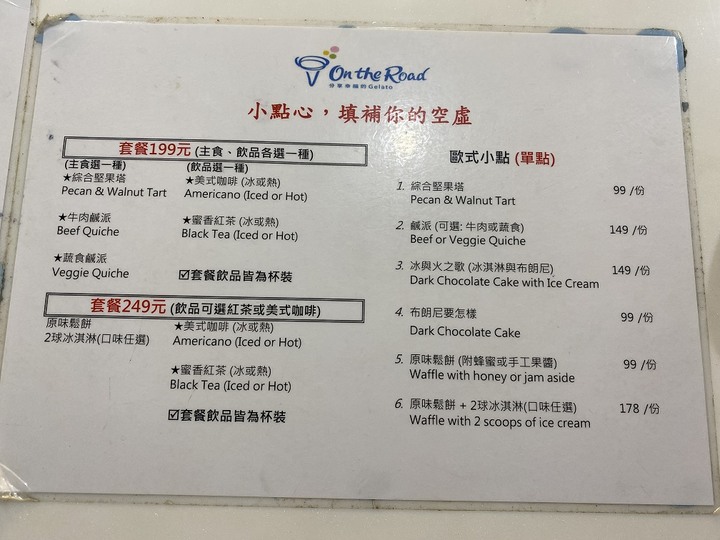 On the Road
分享幸福的Gelato
小點心，填補你的空虛
套餐199元 (主食、飲品各選一種)
(主食選一種)
(飲品選一種)
★綜合堅果塔
Pecan & Walnut Tart
★美式咖啡 (冰或熱)
Americano (Iced or Hot)
★牛肉鹹派
Beef Quiche
★蜜香紅茶 (冰或熱)
Black Tea (Iced or Hot)
★蔬食鹹派
Veggie Quiche
☑套餐飲品皆為杯裝
套餐249元 (飲品可選紅茶或美式咖啡)
原味鬆餅
2球冰淇淋(口味任選)
★美式咖啡 (冰或熱)
Americano (Iced or Hot)
★蜜香紅茶 (冰或熱)
Black Tea (Iced or Hot)
☑套餐飲品皆為杯裝
歐式小點 (單點)
1. 綜合堅果塔 99 /份
Pecan & Walnut Tart
2. 鹹派 (可選: 牛肉或蔬食) 149 /份
Beef or Veggie Quiche
3. 冰與火之歌 (冰淇淋與布朗尼) 149 /份
Dark Chocolate Cake with Ice Cream
4. 布朗尼要怎樣 99 /份
Dark Chocolate Cake
5. 原味鬆餅 (附蜂蜜或手工果醬) 99 /份
Waffle with honey or jam aside
6. 原味鬆餅 + 2球冰淇淋(口味任選) 178 /份
Waffle with 2 scoops of ice cream